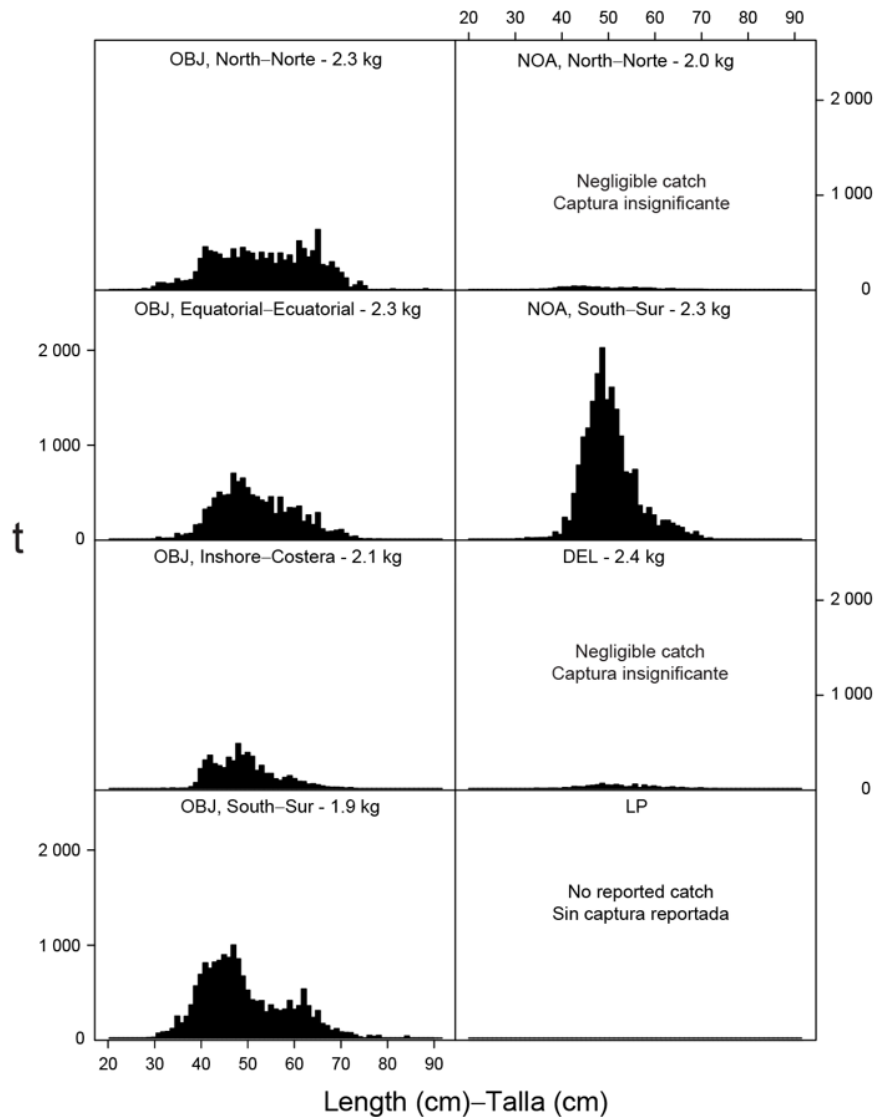 20 30 40 50 60 70 80 90
OBJ, North–Norte - 2.3 kg
NOA, North–Norte - 2.0 kg
2 000
Negligible catch
Captura insignificante
1 000
0
OBJ, Equatorial–Ecuatorial - 2.3 kg
NOA, South–Sur - 2.3 kg
2 000
1 000
0
t
OBJ, Inshore–Costera - 2.1 kg
DEL - 2.4 kg
2 000
Negligible catch
Captura insignificante
1 000
0
OBJ, South–Sur - 1.9 kg
LP
2 000
No reported catch
Sin captura reportada
1 000
0
20 30 40 50 60 70 80 90
Length (cm)–Talla (cm)